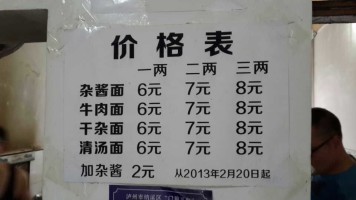 价格表
一两 二两 三两
杂酱面 6元 7元 8元
牛肉面 6元 7元 8元
干杂面 6元 7元 8元
清汤面 6元 7元 8元
加杂酱 2元 从2013年2月20日起